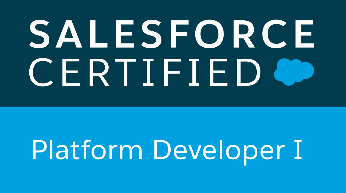 SALESFORCE
CERTIFIED
Platform Developer I